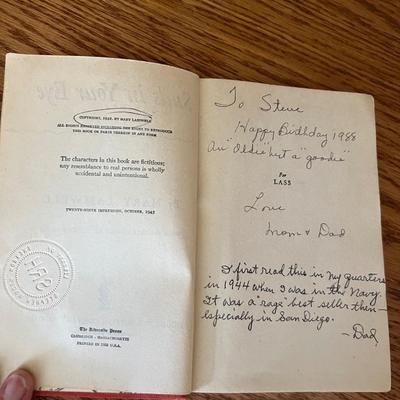 COPYRIGHT, 1942, BY MARY LASSWELL
ALL RIGHTS RESERVED INCLUDING THE RIGHT TO REPRODUCE
THIS BOOK OR PARTS THEREOF IN ANY FORM
The characters in this book are fictitious;
any resemblance to real persons is wholly
accidental and unintentional.
TWENTY-NINTH IMPRESSION, OCTOBER, 1943
The Riverside Press
CAMBRIDGE · MASSACHUSETTS
PRINTED IN THE U.S.A.
To Steve
Happy Birthday 1988
An "Oldie" but a "goodie"
For
LASS
Love
Mom & Dad
I first read this in my quarters
in 1944 when I was in the Navy.
It was a "rage" best seller then—
especially in San Diego.
—Dad